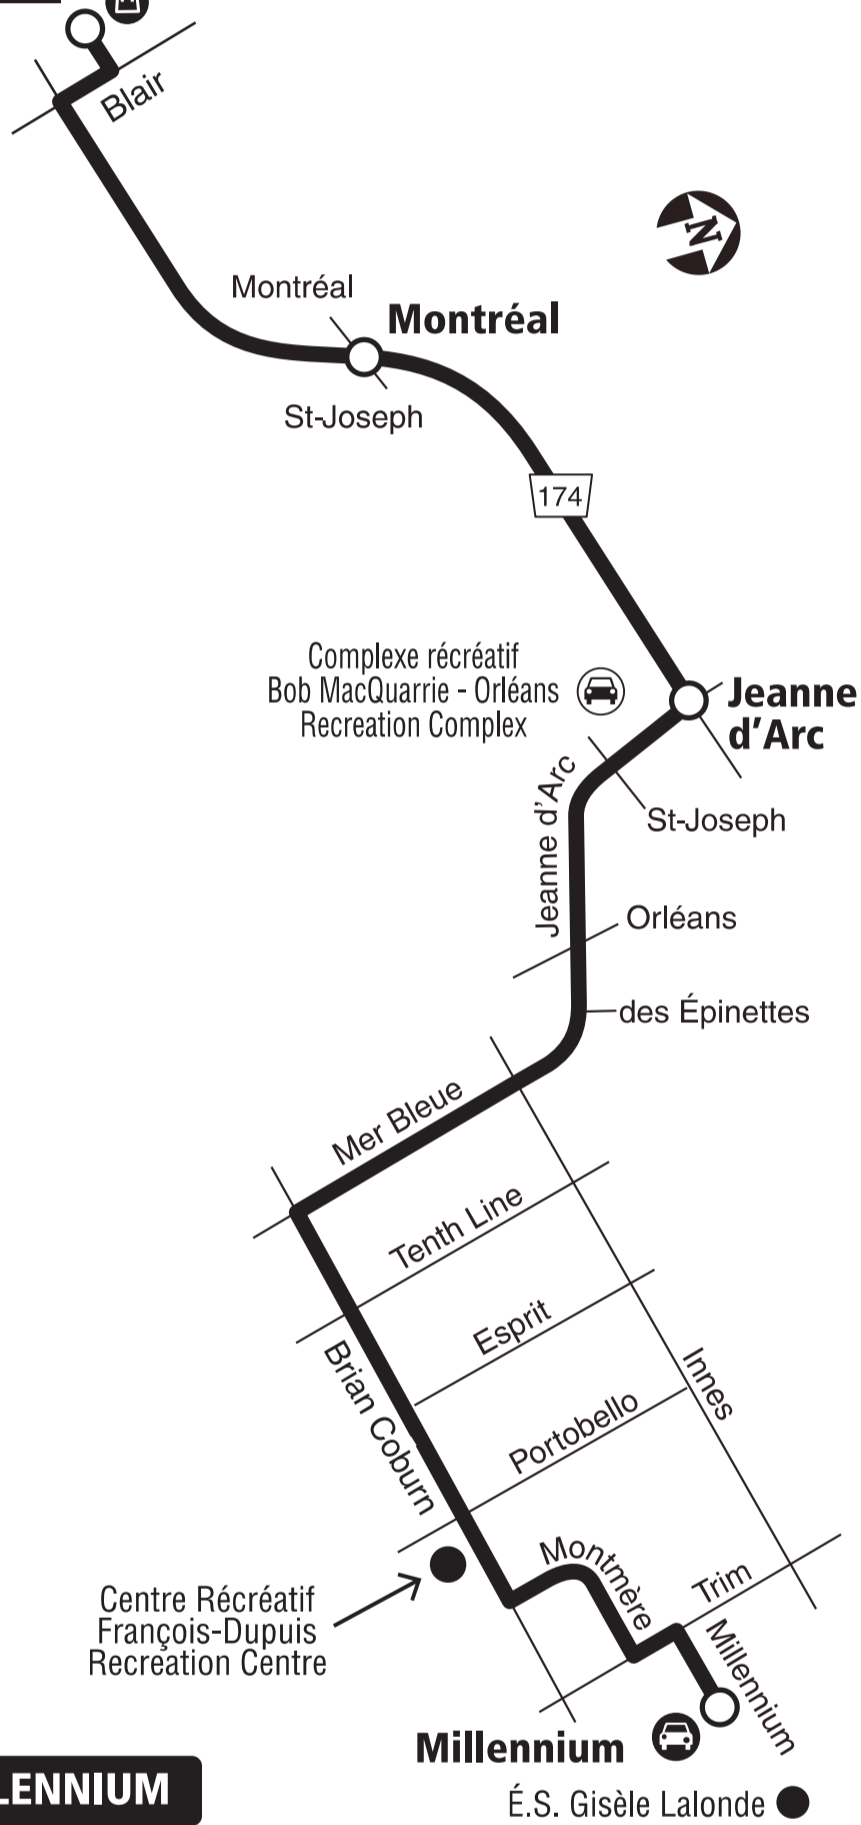 Blair
N
Montréal
Montréal
St-Joseph
174
Complexe récréatif
Bob MacQuarrie - Orléans
Recreation Complex
Jeanne
d'Arc
Jeanne d'Arc
St-Joseph
Orléans
des Épinettes
Mer Bleue
Tenth Line
Esprit
Brian Coburn
Innes
Portobello
Montmère
Trim
Centre Récréatif
François-Dupuis
Recreation Centre
Millennium
Millennium
LENNIUM
É.S. Gisèle Lalonde